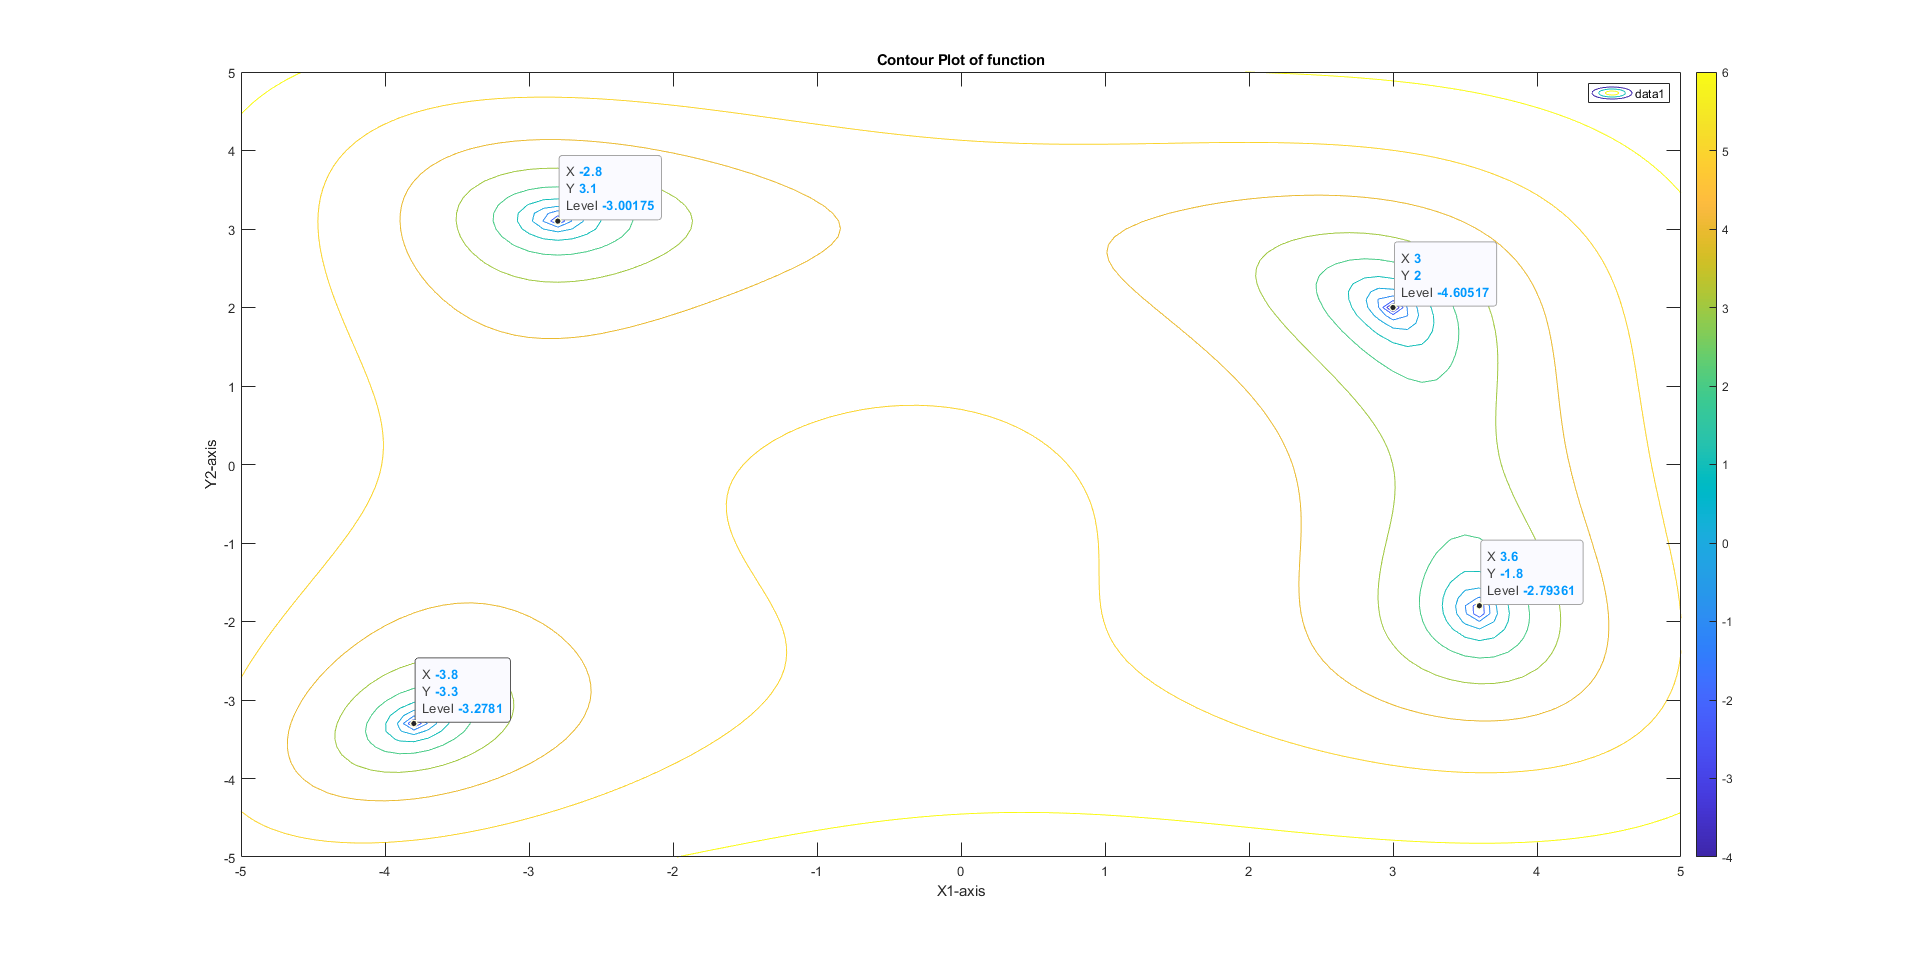 Contour Plot of function
data1
X -2.8
Y 3.1
Level -3.00175
X 3
Y 2
Level -4.60517
X 3.6
Y -1.8
Level -2.79361
X -3.8
Y -3.3
Level -3.2781
5
4
3
2
1
0
-1
-2
-3
-4
-5
Y2-axis
-5 -4 -3 -2 -1 0 1 2 3 4 5
X1-axis
6
5
4
3
2
1
0
-1
-2
-3
-4